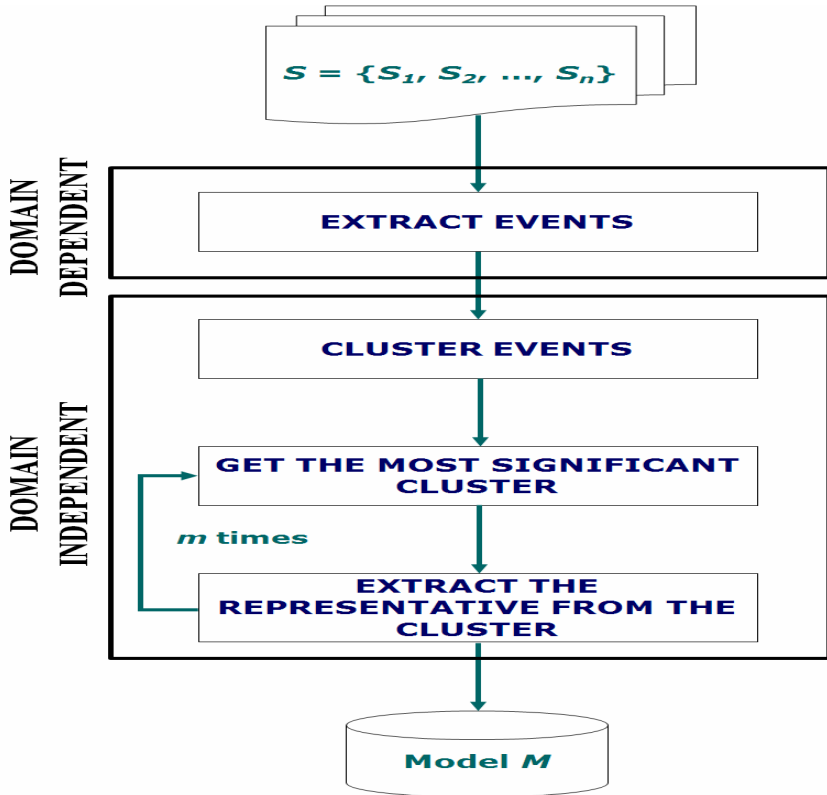 S = {S1, S2, ..., Sn}
DOMAIN
DEPENDENT
EXTRACT EVENTS
DOMAIN
INDEPENDENT
CLUSTER EVENTS
GET THE MOST SIGNIFICANT
CLUSTER
m times
EXTRACT THE
REPRESENTATIVE FROM THE
CLUSTER
Model M